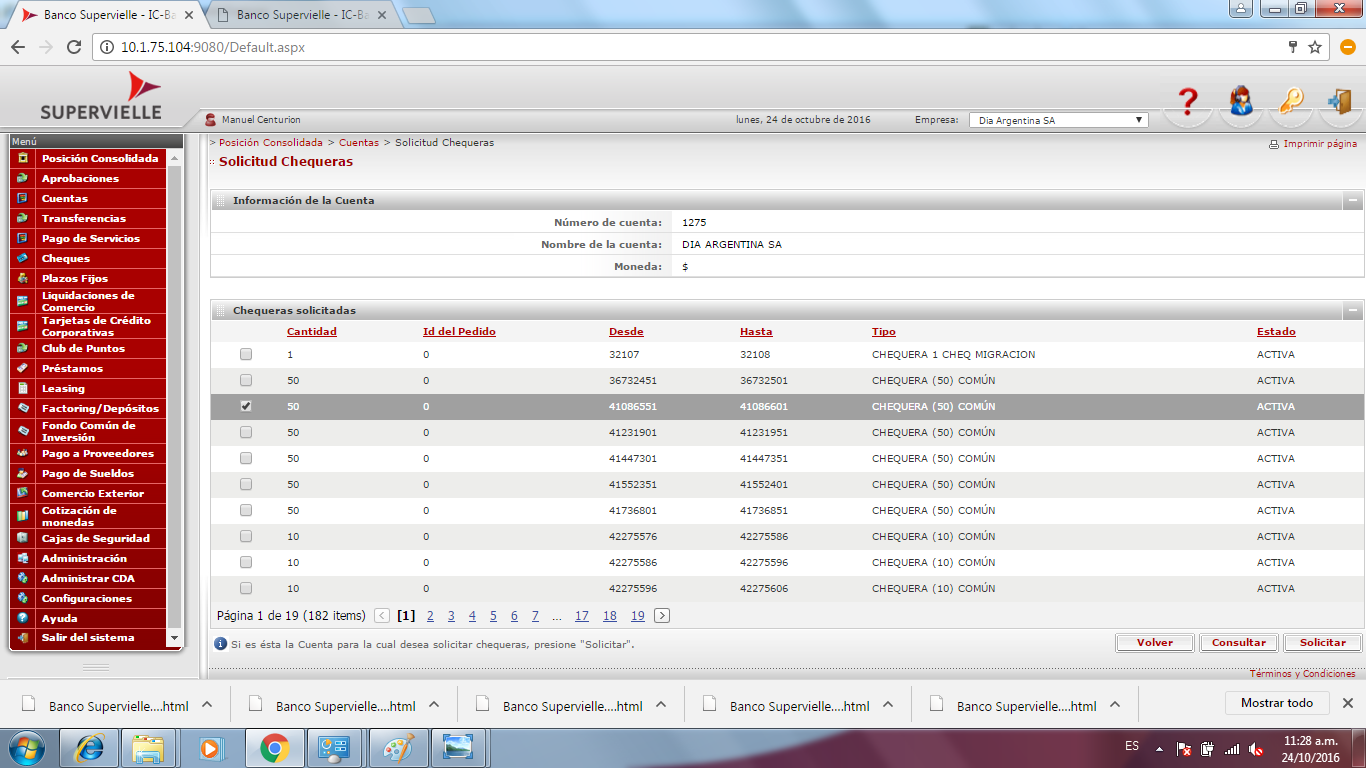 Banco Supervielle - IC-Ba
Banco Supervielle - IC-Ba
10.1.75.104:9080/Default.aspx
SUPERVIELLE
Manuel Centurion
lunes, 24 de octubre de 2016
Empresa:
Dia Argentina SA
Menú
Posición Consolidada
Aprobaciones
Cuentas
Transferencias
Pago de Servicios
Cheques
Plazos Fijos
Liquidaciones de
Comercio
Tarjetas de Crédito
Corporativas
Club de Puntos
Préstamos
Leasing
Factoring/Depósitos
Fondo Común de
Inversión
Pago a Proveedores
Pago de Sueldos
Comercio Exterior
Cotización de
monedas
Cajas de Seguridad
Administración
Administrar CDA
Configuraciones
Ayuda
Salir del sistema
> Posición Consolidada > Cuentas > Solicitud Chequeras
Imprimir página
:: Solicitud Chequeras
Información de la Cuenta
Número de cuenta: 1275
Nombre de la cuenta: DIA ARGENTINA SA
Moneda: $
Chequeras solicitadas
Cantidad Id del Pedido Desde Hasta Tipo Estado
1 0 32107 32108 CHEQUERA 1 CHEQ MIGRACION ACTIVA
50 0 36732451 36732501 CHEQUERA (50) COMÚN ACTIVA
50 0 41086551 41086601 CHEQUERA (50) COMÚN ACTIVA
50 0 41231901 41231951 CHEQUERA (50) COMÚN ACTIVA
50 0 41447301 41447351 CHEQUERA (50) COMÚN ACTIVA
50 0 41552351 41552401 CHEQUERA (50) COMÚN ACTIVA
50 0 41736801 41736851 CHEQUERA (50) COMÚN ACTIVA
10 0 42275576 42275586 CHEQUERA (10) COMÚN ACTIVA
10 0 42275586 42275596 CHEQUERA (10) COMÚN ACTIVA
10 0 42275596 42275606 CHEQUERA (10) COMÚN ACTIVA
Página 1 de 19 (182 items) < [1] 2 3 4 5 6 7 ... 17 18 19 >
Si es ésta la Cuenta para la cual desea solicitar chequeras, presione "Solicitar".
Volver
Consultar
Solicitar
Términos y Condiciones
Banco Supervielle....html
Banco Supervielle....html
Banco Supervielle....html
Banco Supervielle....html
Banco Supervielle....html
Mostrar todo
ES
11:28 a.m.
24/10/2016